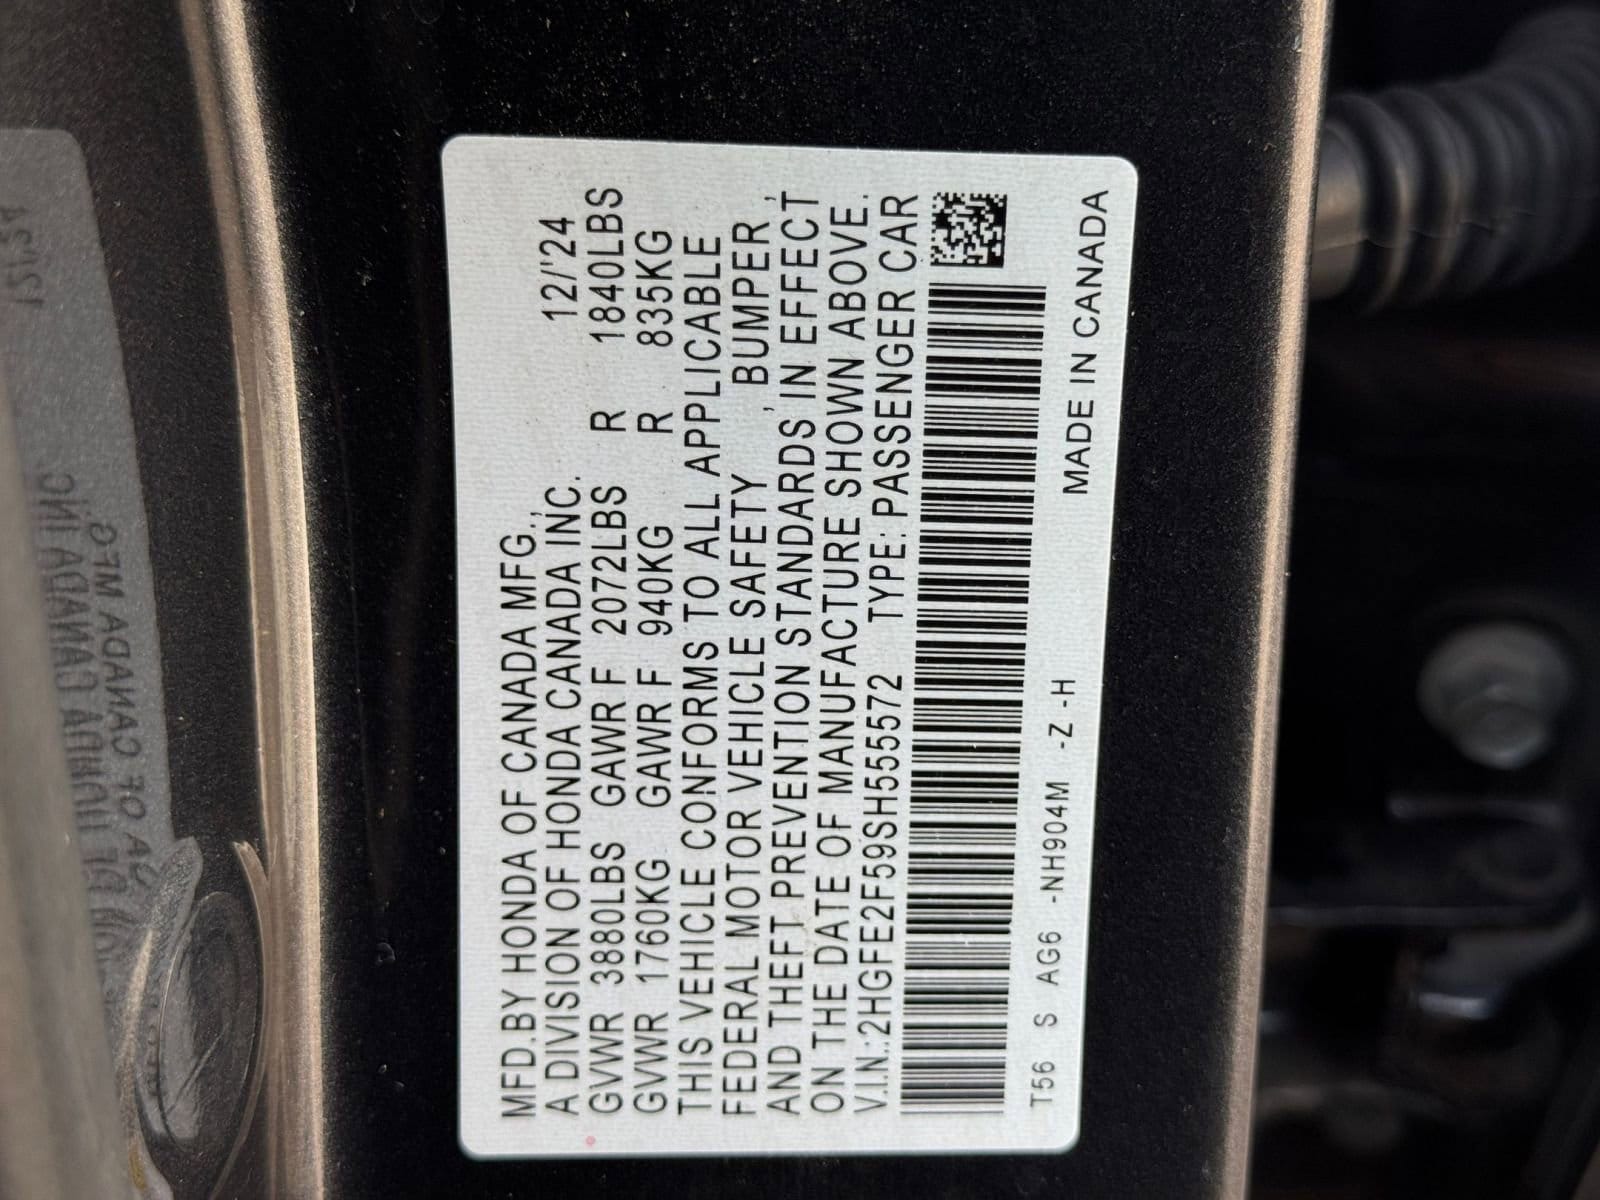 MFD.BY HONDA OF CANADA MFG.,
A DIVISION OF HONDA CANADA INC. 12/'24
GVWR 3880LBS GAWR F 2072LBS R 1840LBS
GVWR 1760KG GAWR F 940KG R 835KG
THIS VEHICLE CONFORMS TO ALL APPLICABLE
FEDERAL MOTOR VEHICLE SAFETY , BUMPER ,
AND THEFT PREVENTION STANDARDS IN EFFECT
ON THE DATE OF MANUFACTURE SHOWN ABOVE.
V.I.N.:2HGFE2F59SH555572 TYPE: PASSENGER CAR
T56 S AG6 -NH904M -Z -H MADE IN CANADA